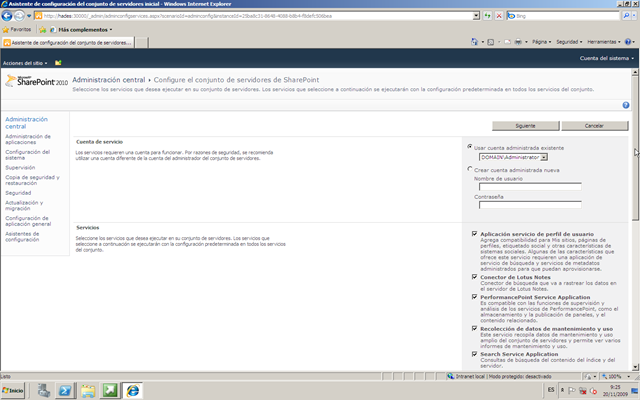 Asistente de configuración del conjunto de servidores inicial - Windows Internet Explorer
Bing
Favoritos
Más complementos
Asistente de configuración del conjunto de servidores...
Página
Seguridad
Herramientas
Acciones del sitio
Cuenta del sistema
Microsoft
SharePoint 2010
Administración central
Configure el conjunto de servidores de SharePoint
Seleccione los servicios que desea ejecutar en su conjunto de servidores. Los servicios que seleccione a continuación se ejecutarán con la configuración predeterminada en todos los servidores del conjunto.
Administración
central
Administración de
aplicaciones
Configuración del
sistema
Supervisión
Copia de seguridad y
restauración
Seguridad
Actualización y
migración
Configuración de
aplicación general
Asistentes de
configuración
Siguiente
Cancelar
Cuenta de servicio
Los servicios requieren una cuenta para funcionar. Por razones de seguridad, se recomienda
utilizar una cuenta diferente de la cuenta del administrador del conjunto de servidores.
Usar cuenta administrada existente
DOMAIN\Administrator
Crear cuenta administrada nueva
Nombre de usuario
Contraseña
Servicios
Seleccione los servicios que desea ejecutar en su conjunto de servidores. Los servicios que
seleccione a continuación se ejecutarán con la configuración predeterminada en todos los servidores
del conjunto.
Aplicación servicio de perfil de usuario
Agrega compatibilidad para Mis sitios, páginas de
perfiles, etiquetado social y otras características de
sistemas sociales. Algunas de las características que
ofrece este servicio requieren una aplicación de
servicio de búsqueda y servicios de metadatos
administrados para que puedan aprovisionarse.
Conector de Lotus Notes
Conector de búsqueda que va a rastrear los datos en
el servidor de Lotus Notes.
PerformancePoint Service Application
Es compatible con las funciones de supervisión y
análisis de los servicios de PerformancePoint, como el
almacenamiento y la publicación de paneles, y el
contenido relacionado.
Recolección de datos de mantenimiento y uso
Este servicio recopila datos de mantenimiento y uso
amplio del conjunto de servidores y permite ver varios
informes de mantenimiento y uso.
Search Service Application
Consultas de búsqueda del contenido del índice y del
servidor.
Listo
Intranet local | Modo protegido: desactivado
100%
Inicio
ES
9:25
20/11/2009